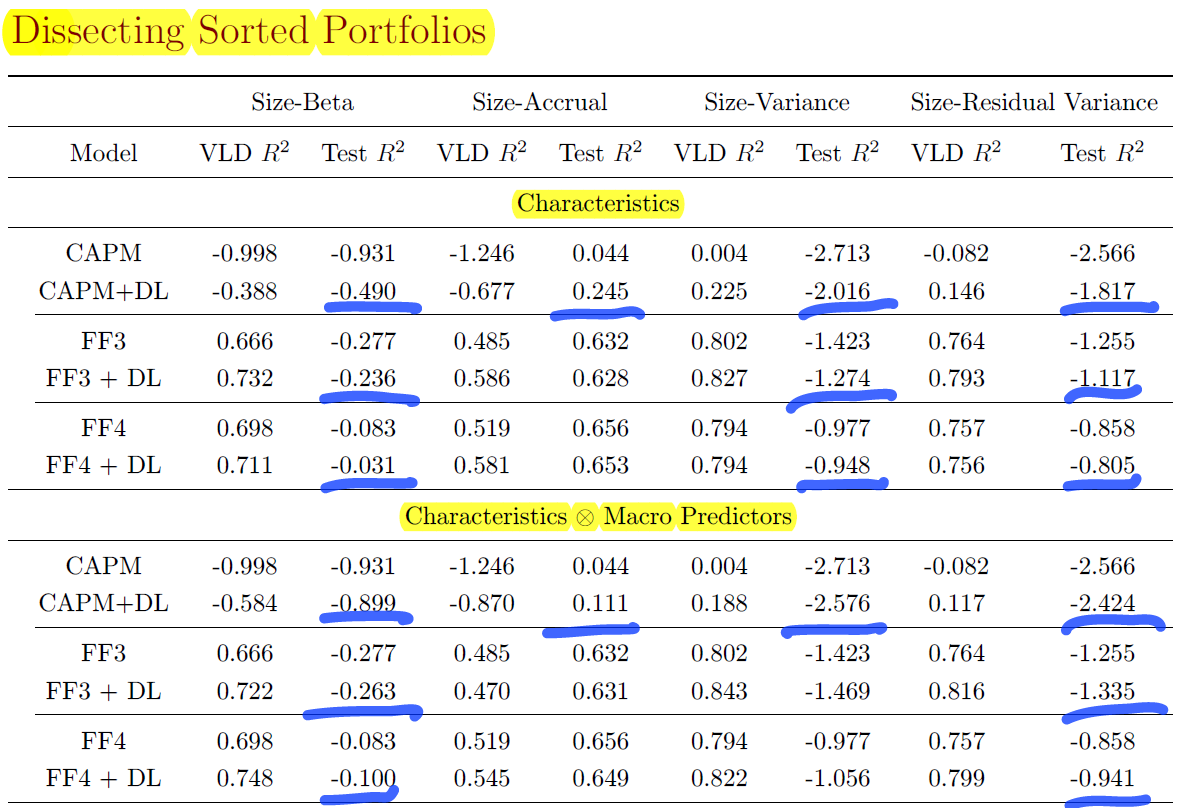 Dissecting Sorted Portfolios
Size-Beta Size-Accrual Size-Variance Size-Residual Variance
Model VLD R² Test R² VLD R² Test R² VLD R² Test R² VLD R² Test R²
Characteristics
CAPM -0.998 -0.931 -1.246 0.044 0.004 -2.713 -0.082 -2.566
CAPM+DL -0.388 -0.490 -0.677 0.245 0.225 -2.016 0.146 -1.817
FF3 0.666 -0.277 0.485 0.632 0.802 -1.423 0.764 -1.255
FF3 + DL 0.732 -0.236 0.586 0.628 0.827 -1.274 0.793 -1.117
FF4 0.698 -0.083 0.519 0.656 0.794 -0.977 0.757 -0.858
FF4 + DL 0.711 -0.031 0.581 0.653 0.794 -0.948 0.756 -0.805
Characteristics ⊗ Macro Predictors
CAPM -0.998 -0.931 -1.246 0.044 0.004 -2.713 -0.082 -2.566
CAPM+DL -0.584 -0.899 -0.870 0.111 0.188 -2.576 0.117 -2.424
FF3 0.666 -0.277 0.485 0.632 0.802 -1.423 0.764 -1.255
FF3 + DL 0.722 -0.263 0.470 0.631 0.843 -1.469 0.816 -1.335
FF4 0.698 -0.083 0.519 0.656 0.794 -0.977 0.757 -0.858
FF4 + DL 0.748 -0.100 0.545 0.649 0.822 -1.056 0.799 -0.941